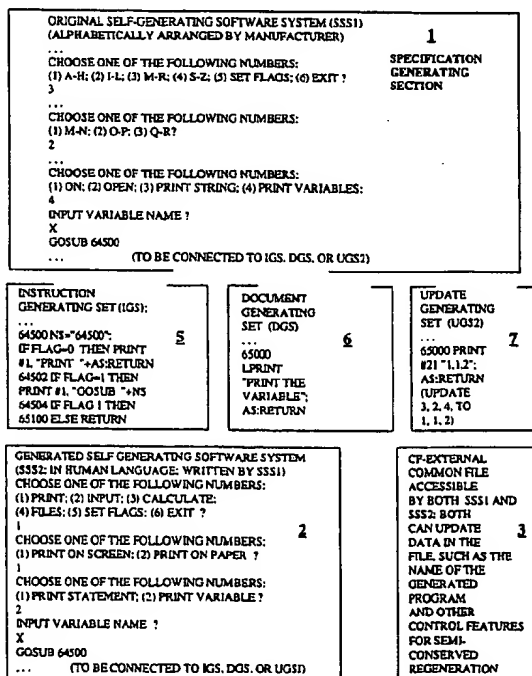 ORIGINAL SELF-GENERATING SOFTWARE SYSTEM (SSS1)
(ALPHABETICALLY ARRANGED BY MANUFACTURER)
...
CHOOSE ONE OF THE FOLLOWING NUMBERS:
(1) A-H; (2) I-L; (3) M-R; (4) S-Z; (5) SET FLAGS; (6) EXIT ?
3
...
CHOOSE ONE OF THE FOLLOWING NUMBERS:
(1) M-N; (2) O-P; (3) Q-R?
2
...
CHOOSE ONE OF THE FOLLOWING NUMBERS:
(1) ON; (2) OPEN; (3) PRINT STRING; (4) PRINT VARIABLES;
4
INPUT VARIABLE NAME ?
X
GOSUB 64500
... (TO BE CONNECTED TO IGS, DGS, OR UGS2)
1
SPECIFICATION
GENERATING
SECTION
INSTRUCTION
GENERATING SET (IGS);
...
64500 NS="64500";
IF FLAG=0 THEN PRINT
#1, "PRINT "+AS:RETURN
64502 IF FLAG=1 THEN
PRINT #1, "GOSUB "+NS
64504 IF FLAG 1 THEN
65100 ELSE RETURN
5
DOCUMENT
GENERATING
SET (DGS)
...
65000
LPRINT
"PRINT THE
VARIABLE";
AS:RETURN
6
UPDATE
GENERATING
SET (UGS2)
...
65000 PRINT
#21 "1,1,2";
AS:RETURN
(UPDATE
3, 2, 4, TO
1, 1, 2)
7
GENERATED SELF GENERATING SOFTWARE SYSTEM
(SSS2: IN HUMAN LANGUAGE: WRITTEN BY SSS1)
CHOOSE ONE OF THE FOLLOWING NUMBERS:
(1) PRINT; (2) INPUT; (3) CALCULATE;
(4) FILES; (5) SET FLAGS; (6) EXIT ?
1
CHOOSE ONE OF THE FOLLOWING NUMBERS:
(1) PRINT ON SCREEN; (2) PRINT ON PAPER ?
1
CHOOSE ONE OF THE FOLLOWING NUMBERS:
(1) PRINT STATEMENT; (2) PRINT VARIABLE ?
2
INPUT VARIABLE NAME ?
X
GOSUB 64500
... (TO BE CONNECTED TO IGS, DGS, OR UGS1)
2
CF-EXTERNAL
COMMON FILE
ACCESSIBLE
BY BOTH SSS1 AND
SSS2: BOTH
CAN UPDATE
DATA IN THE
FILE, SUCH AS THE
NAME OF THE
GENERATED
PROGRAM
AND OTHER
CONTROL FEATURES
FOR SEMI-
CONSERVED
REGENERATION
3